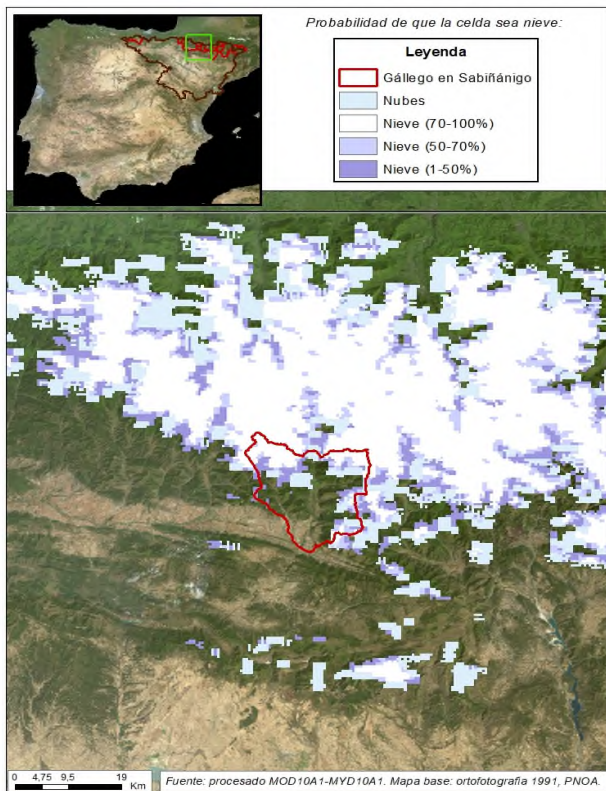 Probabilidad de que la celda sea nieve:
Leyenda
Gállego en Sabiñánigo
Nubes
Nieve (70-100%)
Nieve (50-70%)
Nieve (1-50%)
0 4,75 9,5 19
Km
Fuente: procesado MOD10A1-MYD10A1. Mapa base: ortofotografía 1991, PNOA.